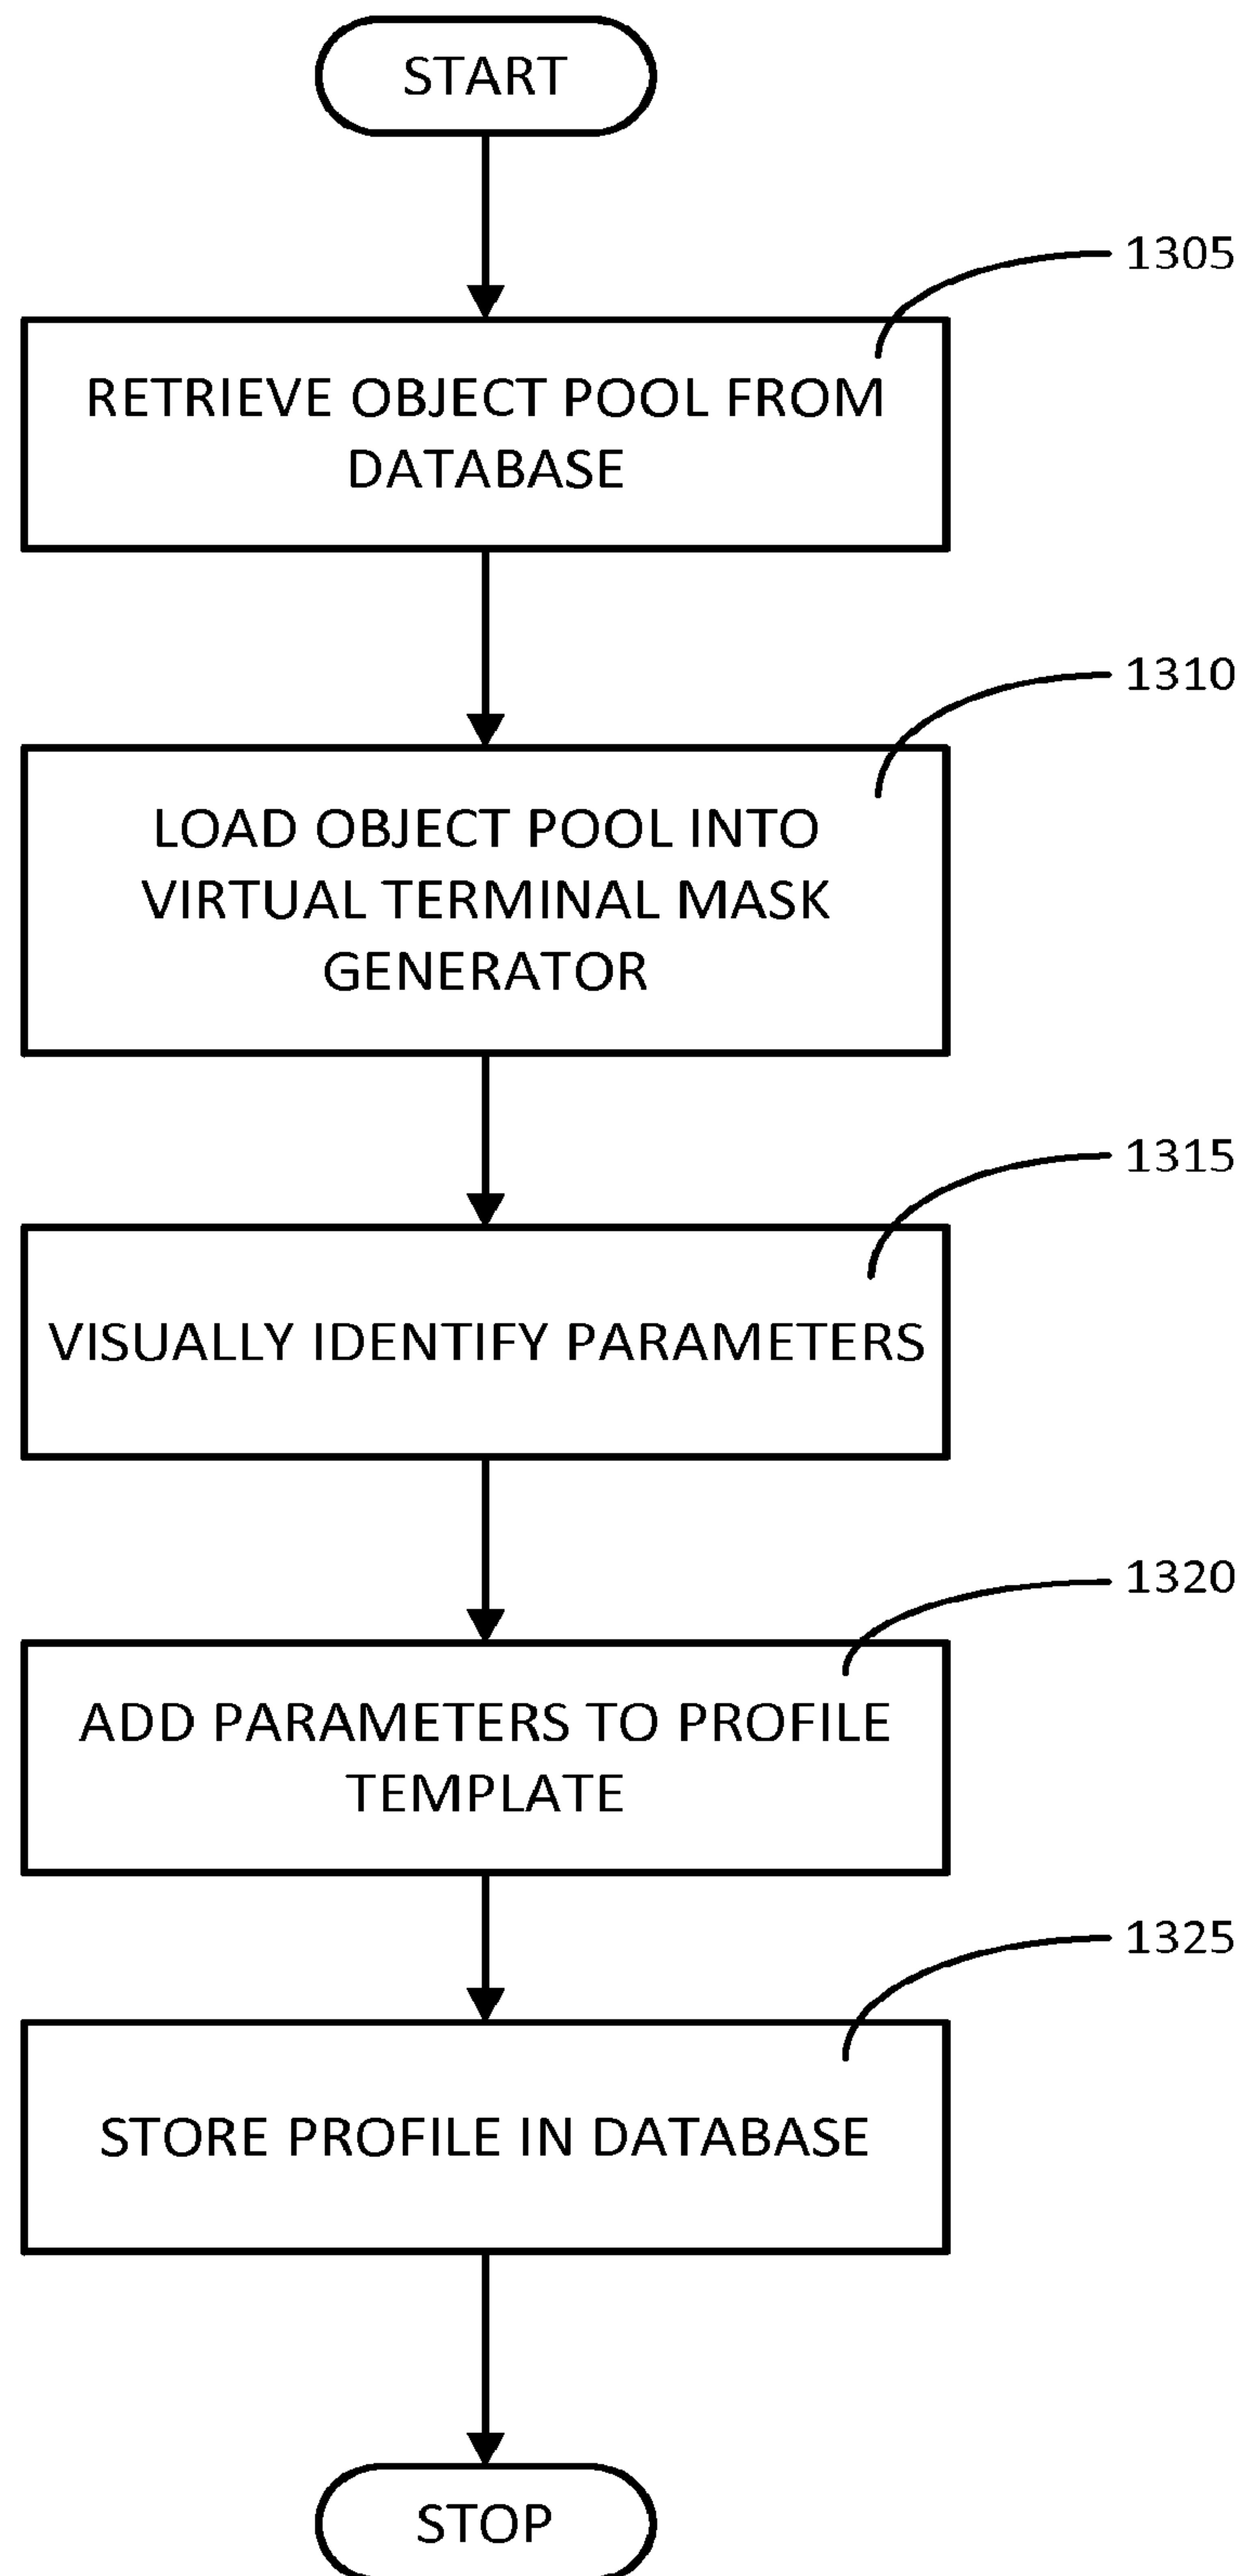 START
1305
RETRIEVE OBJECT POOL FROM
DATABASE
1310
LOAD OBJECT POOL INTO
VIRTUAL TERMINAL MASK
GENERATOR
1315
VISUALLY IDENTIFY PARAMETERS
1320
ADD PARAMETERS TO PROFILE
TEMPLATE
1325
STORE PROFILE IN DATABASE
STOP